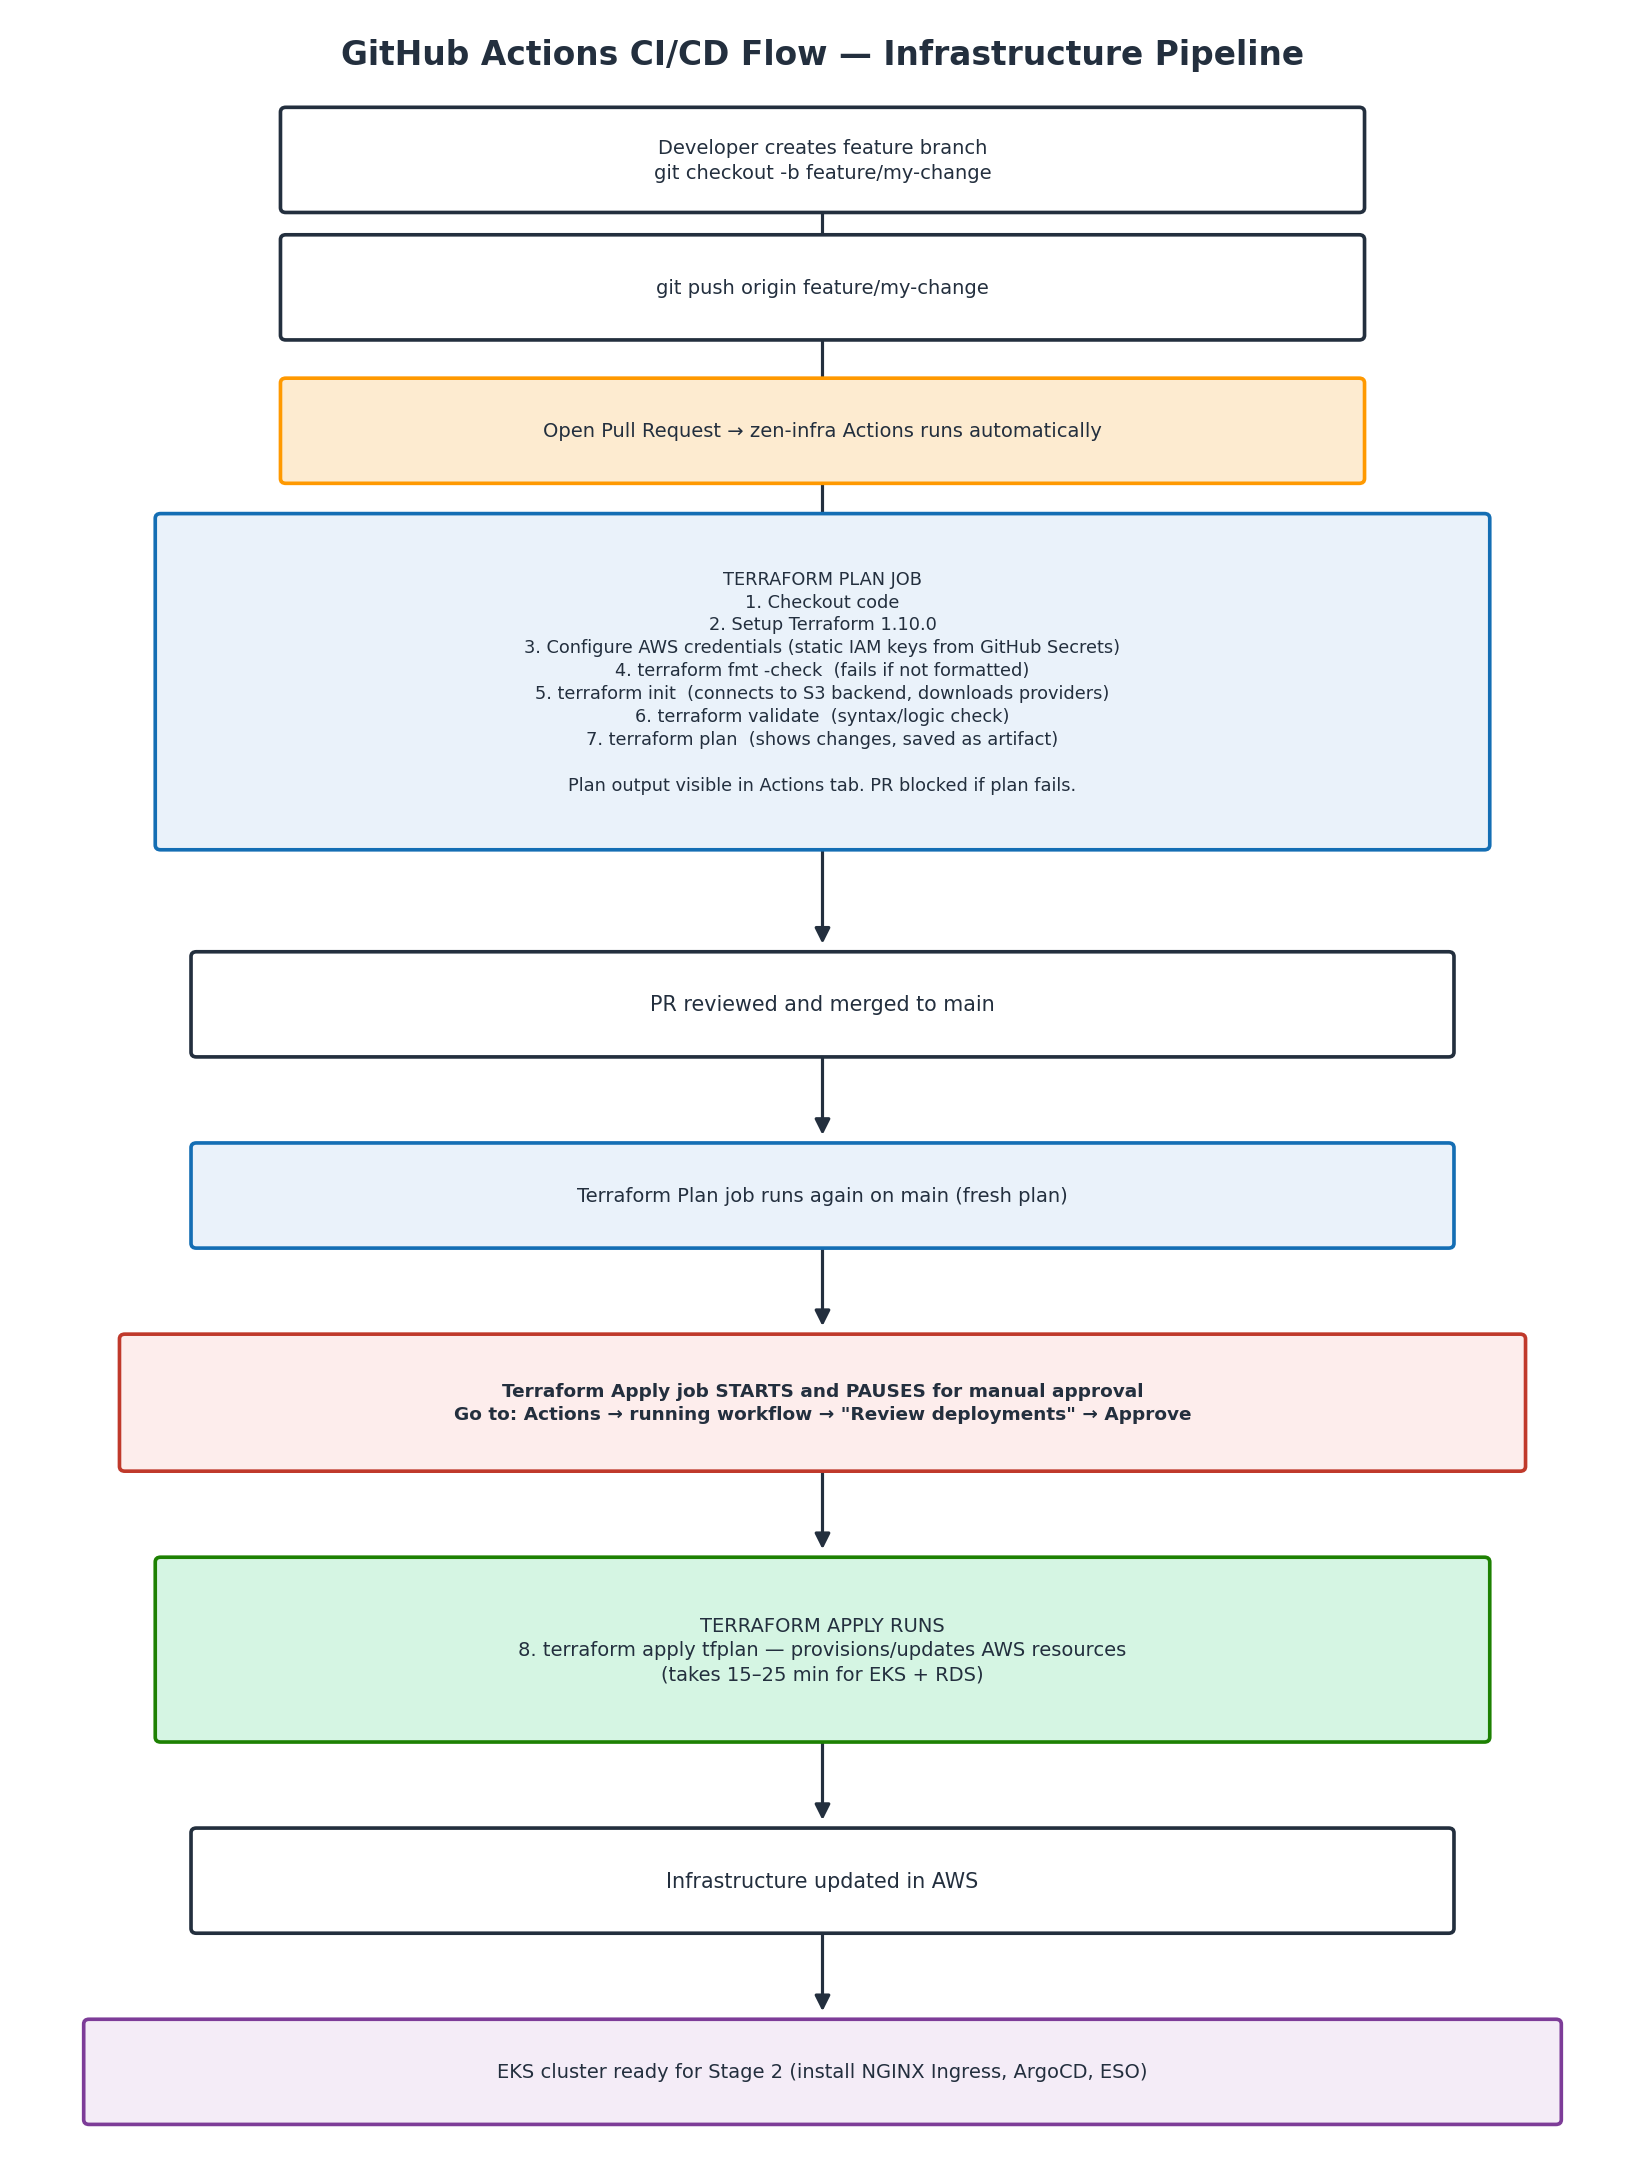 GitHub Actions CI/CD Flow — Infrastructure Pipeline
Developer creates feature branch
git checkout -b feature/my-change
git push origin feature/my-change
Open Pull Request → zen-infra Actions runs automatically
TERRAFORM PLAN JOB
1. Checkout code
2. Setup Terraform 1.10.0
3. Configure AWS credentials (static IAM keys from GitHub Secrets)
4. terraform fmt -check  (fails if not formatted)
5. terraform init  (connects to S3 backend, downloads providers)
6. terraform validate  (syntax/logic check)
7. terraform plan  (shows changes, saved as artifact)
Plan output visible in Actions tab. PR blocked if plan fails.
PR reviewed and merged to main
Terraform Plan job runs again on main (fresh plan)
Terraform Apply job STARTS and PAUSES for manual approval
Go to: Actions → running workflow → "Review deployments" → Approve
TERRAFORM APPLY RUNS
8. terraform apply tfplan — provisions/updates AWS resources
(takes 15–25 min for EKS + RDS)
Infrastructure updated in AWS
EKS cluster ready for Stage 2 (install NGINX Ingress, ArgoCD, ESO)